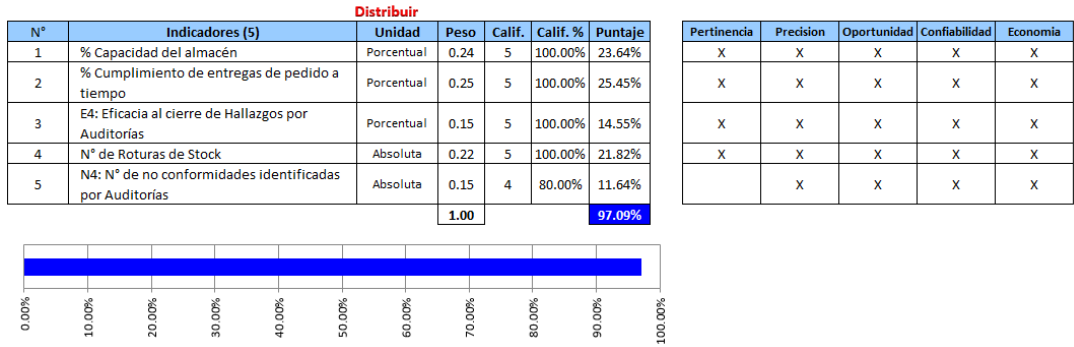 Distribuir
N° Indicadores (5) Unidad Peso Calif. Calif. % Puntaje Pertinencia Precision Oportunidad Confiabilidad Economia
1 % Capacidad del almacén Porcentual 0.24 5 100.00% 23.64% X X X X X
% Cumplimiento de entregas de pedido a
2 tiempo Porcentual 0.25 5 100.00% 25.45% X X X X X
E4: Eficacia al cierre de Hallazgos por
3 Auditorías Porcentual 0.15 5 100.00% 14.55% X X X X X
4 N° de Roturas de Stock Absoluta 0.22 5 100.00% 21.82% X X X X X
N4: N° de no conformidades identificadas
5 por Auditorías Absoluta 0.15 4 80.00% 11.64% X X X X
1.00 97.09%
0.00% 10.00% 20.00% 30.00% 40.00% 50.00% 60.00% 70.00% 80.00% 90.00% 100.00%